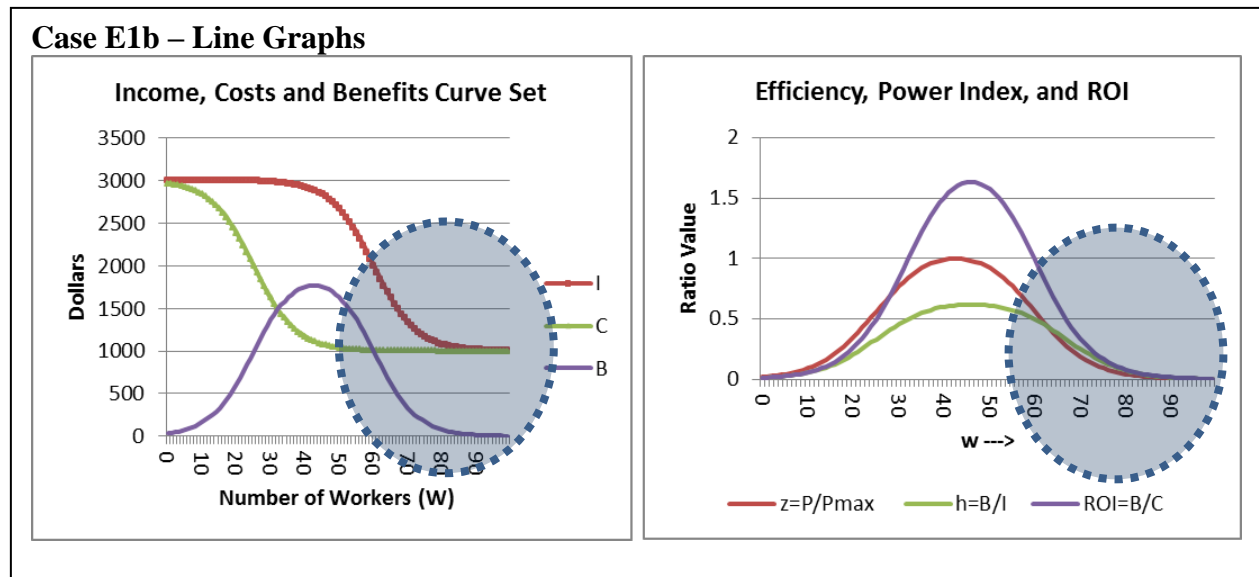 Case E1b – Line Graphs
Income, Costs and Benefits Curve Set
Dollars
3500
3000
2500
2000
1500
1000
500
0
0 10 20 30 40 50 60 70 80 90
Number of Workers (W)
I
C
B
Efficiency, Power Index, and ROI
Ratio Value
2
1.5
1
0.5
0
0 10 20 30 40 50 60 70 80 90
w --->
z=P/Pmax h=B/I ROI=B/C